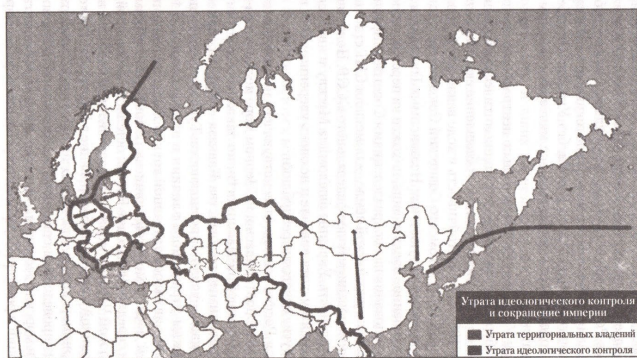 Утрата идеологического контроля
и сокращение империи
Утрата территориальных владений
Утрата идеологического контроля